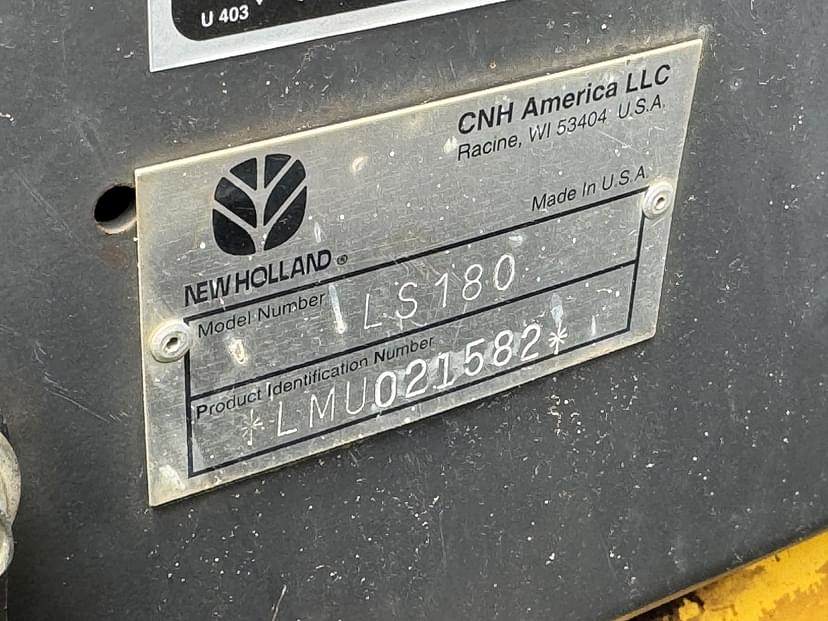 U 403
CNH America LLC
Racine, WI 53404 U.S.A.
Made In U.S.A.
NEW HOLLAND®
Model Number
LS180
Product Identification Number
*LMU021582*